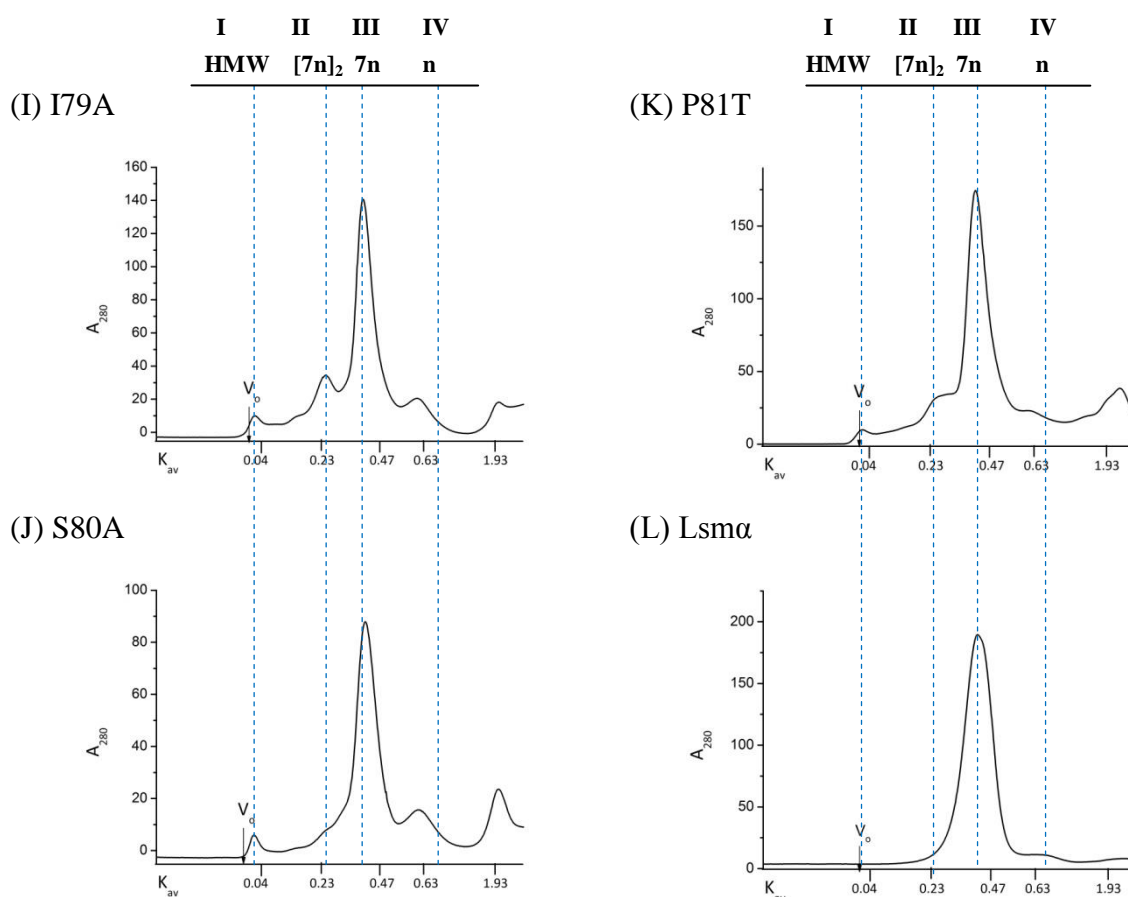 I II III IV
HMW [7n]₂ 7n n
(I) I79A
160
140
120
100
80
60
40
20
0
A₂₈₀
Vₒ
Kₐᵥ 0.04 0.23 0.47 0.63 1.93
(J) S80A
100
80
60
40
20
0
A₂₈₀
Vₒ
Kₐᵥ 0.04 0.23 0.47 0.63 1.93
I II III IV
HMW [7n]₂ 7n n
(K) P81T
150
100
50
0
A₂₈₀
Vₒ
Kₐᵥ 0.04 0.23 0.47 0.63 1.93
(L) Lsmα
200
150
100
50
0
A₂₈₀
Vₒ
Kₐᵥ 0.04 0.23 0.47 0.63 1.93